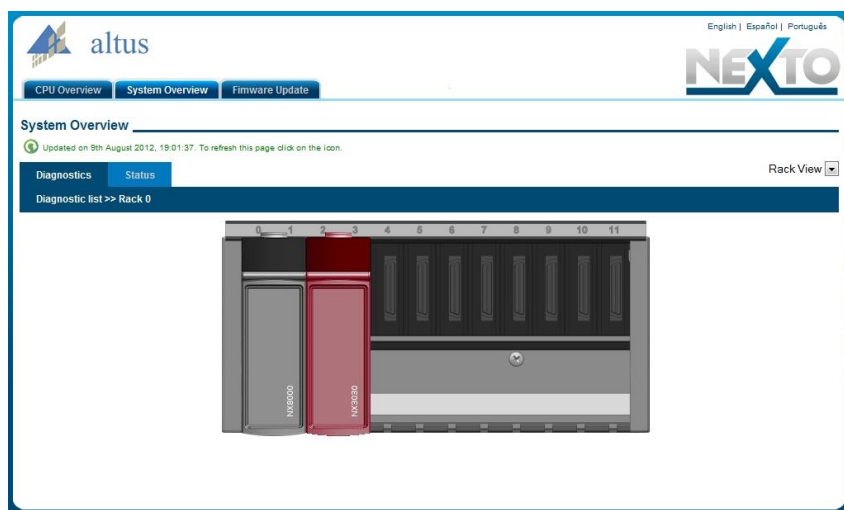 English | Español | Português
altus
NEXTO
CPU Overview System Overview Fimware Update
System Overview
Updated on 9th August 2012, 19:01:37. To refresh this page click on the icon.
Diagnostics Status Rack View
Diagnostic list >> Rack 0
0 1 2 3 4 5 6 7 8 9 10 11
NX8000 NX3030